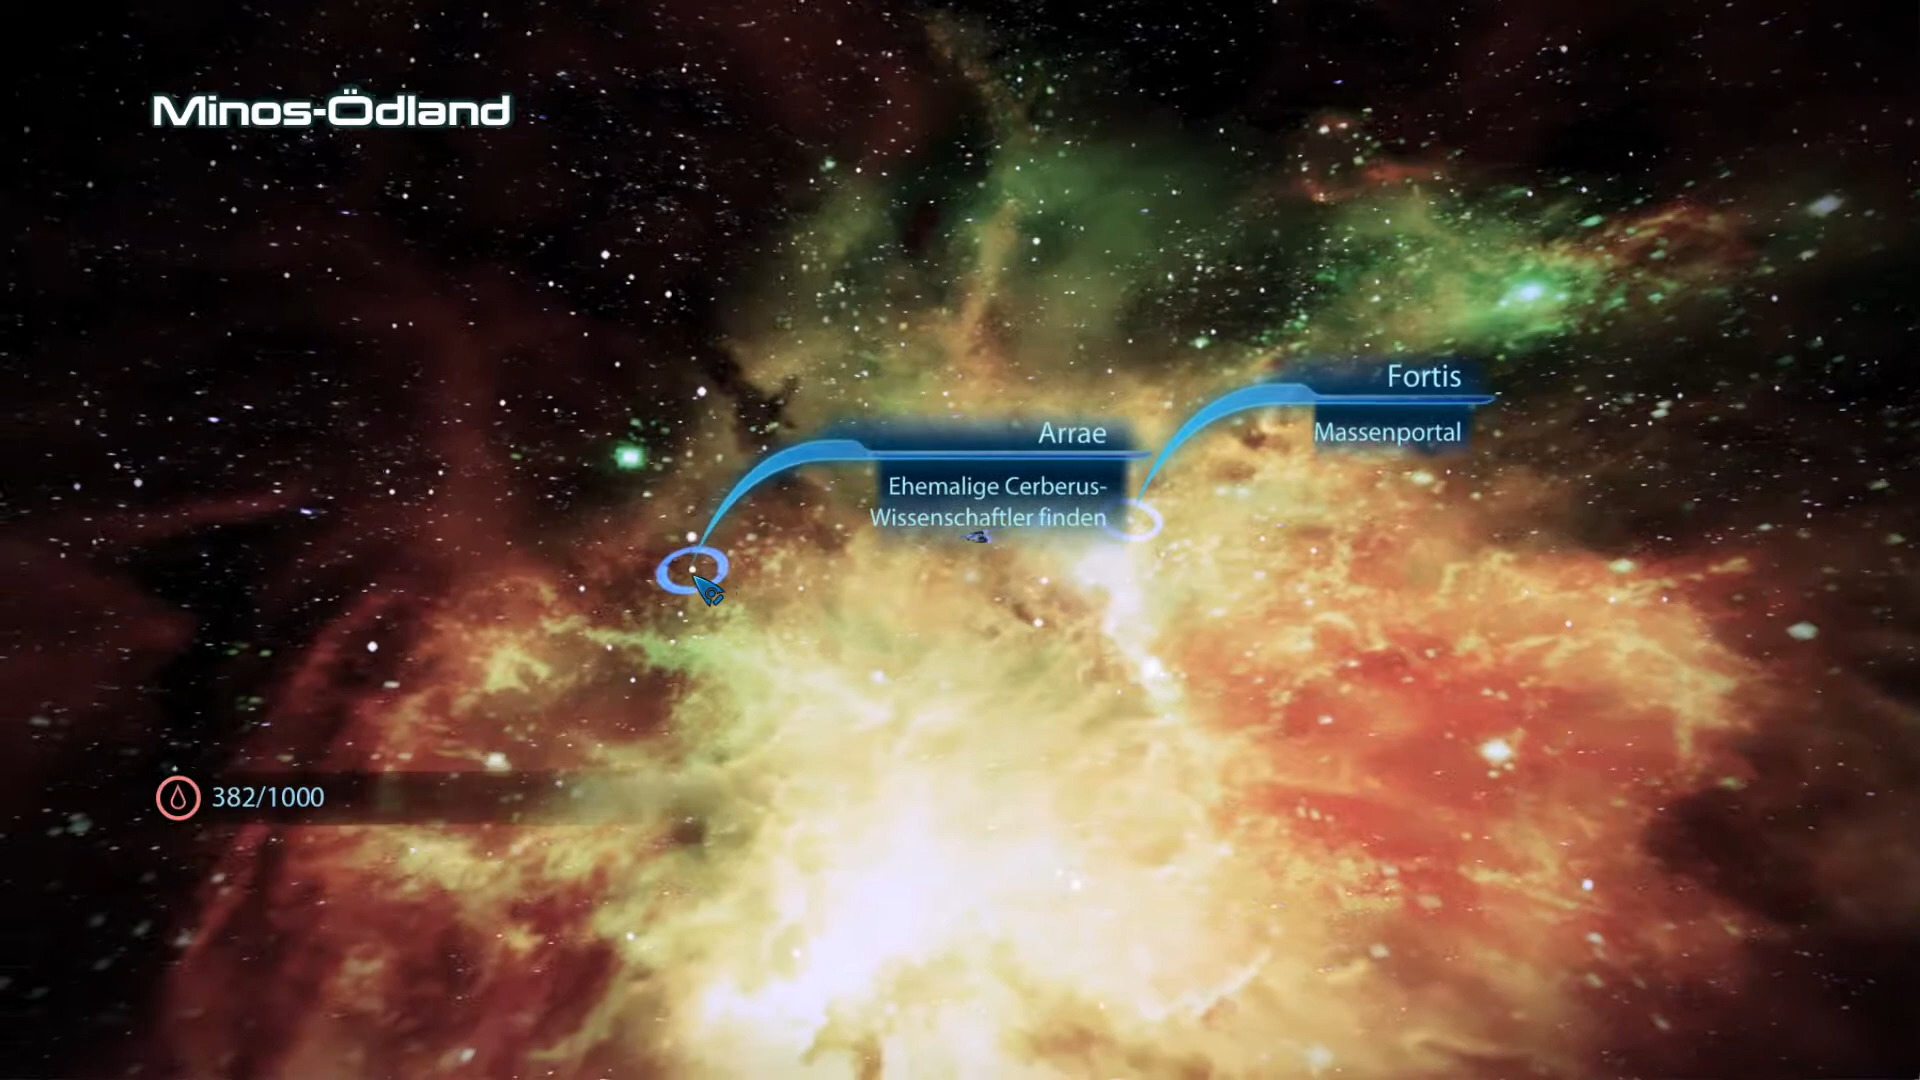 Minos-Ödland
Fortis
Massenportal
Arrae
Ehemalige Cerberus-
Wissenschaftler finden
382/1000